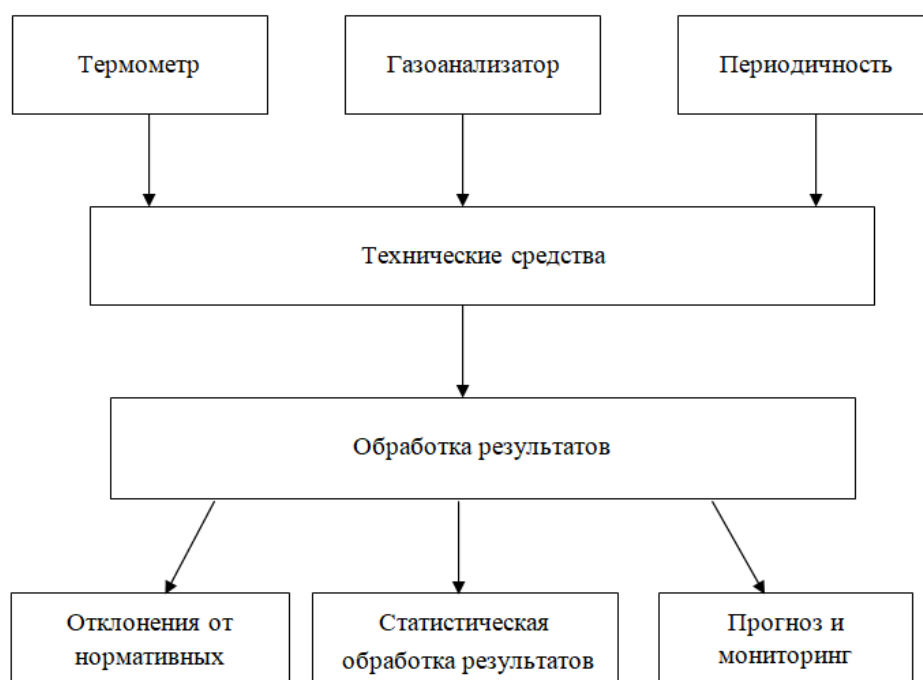 Термометр
Газоанализатор
Периодичность
Технические средства
Обработка результатов
Отклонения от
нормативных
Статистическая
обработка результатов
Прогноз и
мониторинг